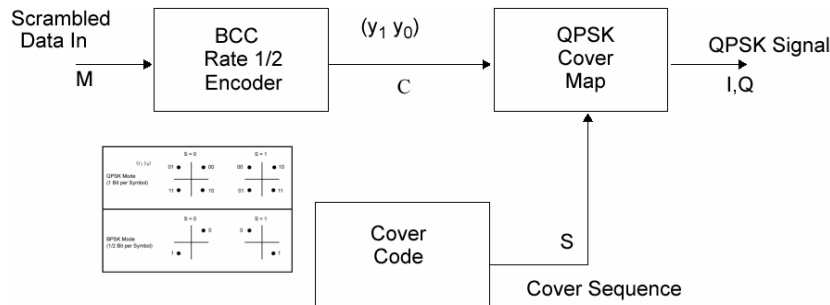 Scrambled
Data In
M
BCC
Rate 1/2
Encoder
(y1 y0)
C
QPSK
Cover
Map
QPSK Signal
I,Q
S = 0 S = 1
(y1 y0)
01 00 00 10
QPSK Mode
(1 Bit per Symbol)
11 10 01 11
S = 0 S = 1
0 0
BPSK Mode
(1/2 Bit per Symbol)
1 1
Cover
Code
S
Cover Sequence